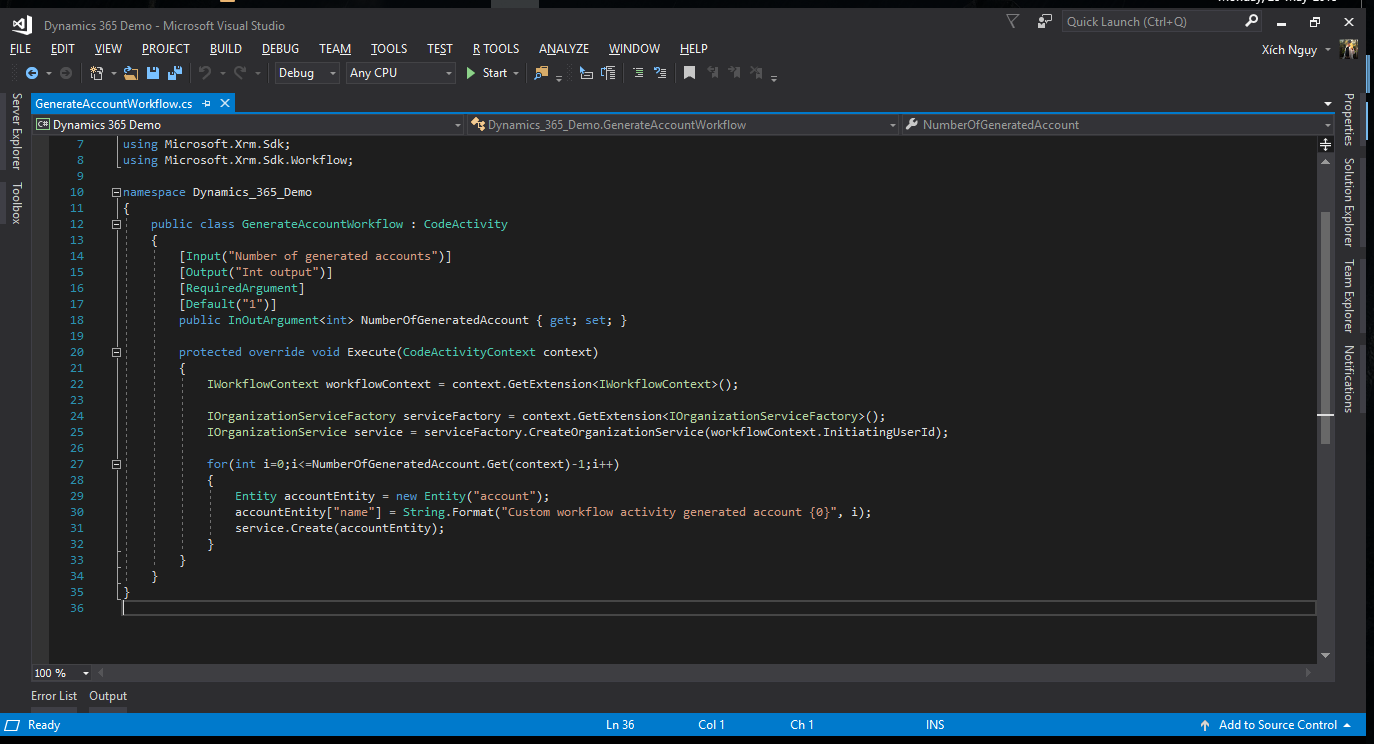 Dynamics 365 Demo - Microsoft Visual Studio
Quick Launch (Ctrl+Q)
FILE EDIT VIEW PROJECT BUILD DEBUG TEAM TOOLS TEST R TOOLS ANALYZE WINDOW HELP
Xích Nguy
Debug Any CPU Start
Server Explorer
Toolbox
GenerateAccountWorkflow.cs
C# Dynamics 365 Demo
Dynamics_365_Demo.GenerateAccountWorkflow
NumberOfGeneratedAccount
7 using Microsoft.Xrm.Sdk;
8 using Microsoft.Xrm.Sdk.Workflow;
9
10 namespace Dynamics_365_Demo
11 {
12 public class GenerateAccountWorkflow : CodeActivity
13 {
14 [Input("Number of generated accounts")]
15 [Output("Int output")]
16 [RequiredArgument]
17 [Default("1")]
18 public InOutArgument<int> NumberOfGeneratedAccount { get; set; }
19
20 protected override void Execute(CodeActivityContext context)
21 {
22 IWorkflowContext workflowContext = context.GetExtension<IWorkflowContext>();
23
24 IOrganizationServiceFactory serviceFactory = context.GetExtension<IOrganizationServiceFactory>();
25 IOrganizationService service = serviceFactory.CreateOrganizationService(workflowContext.InitiatingUserId);
26
27 for(int i=0;i<=NumberOfGeneratedAccount.Get(context)-1;i++)
28 {
29 Entity accountEntity = new Entity("account");
30 accountEntity["name"] = String.Format("Custom workflow activity generated account {0}", i);
31 service.Create(accountEntity);
32 }
33 }
34 }
35 }
36
Properties
Solution Explorer
Team Explorer
Notifications
100 %
Error List Output
Ready
Ln 36 Col 1 Ch 1 INS
Add to Source Control